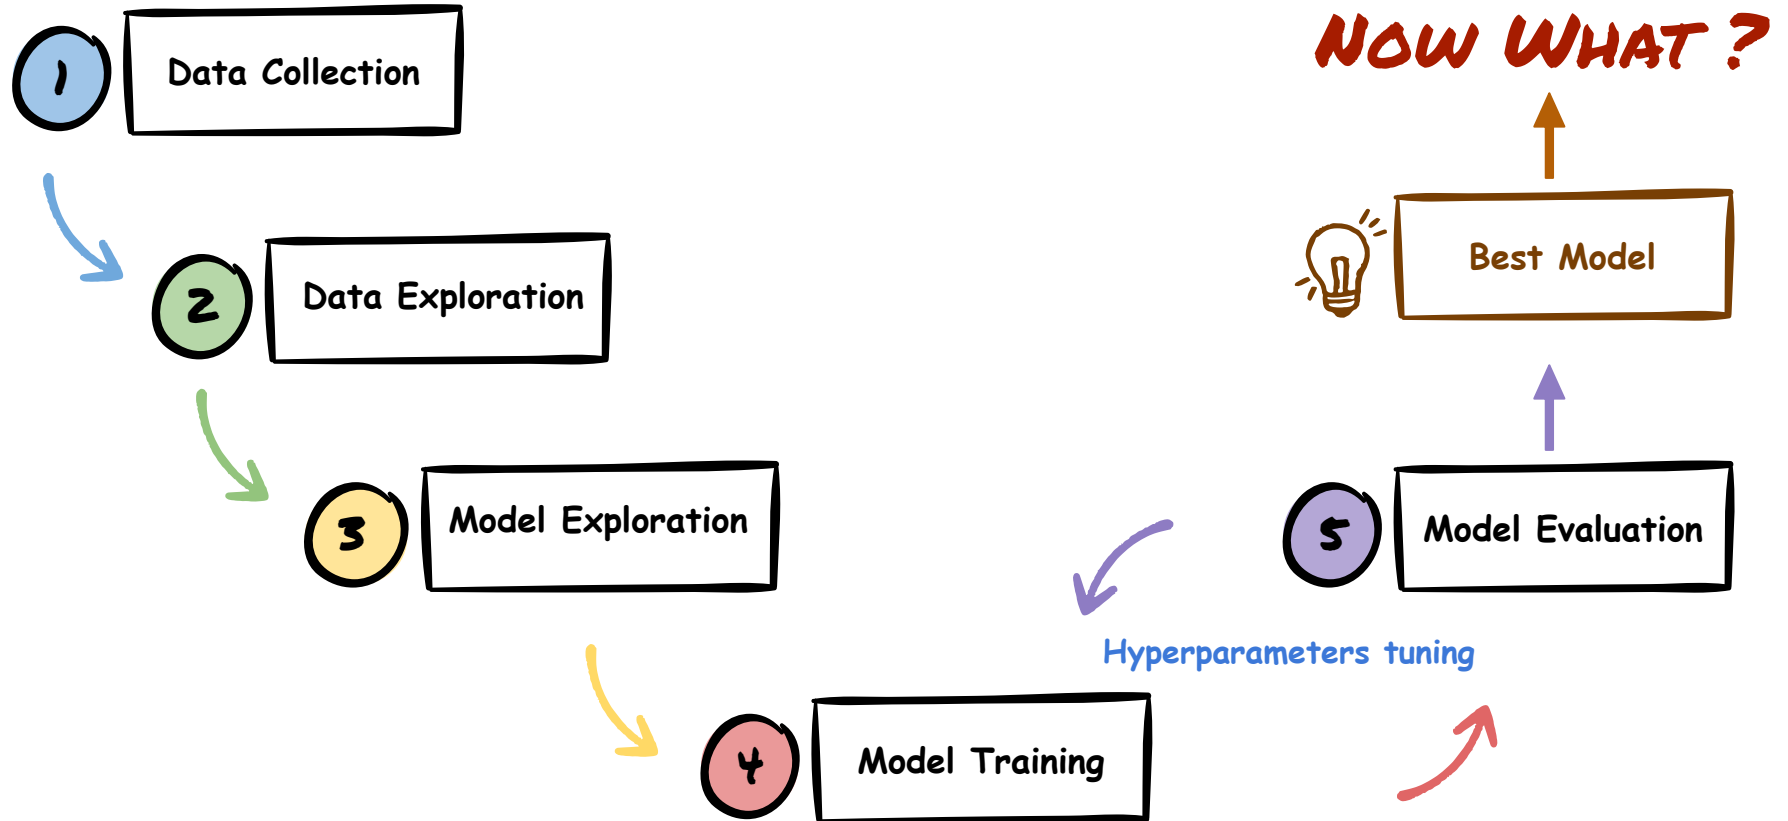 1
Data Collection
2
Data Exploration
3
Model Exploration
4
Model Training
Hyperparameters tuning
5
Model Evaluation
Best Model
Now What ?